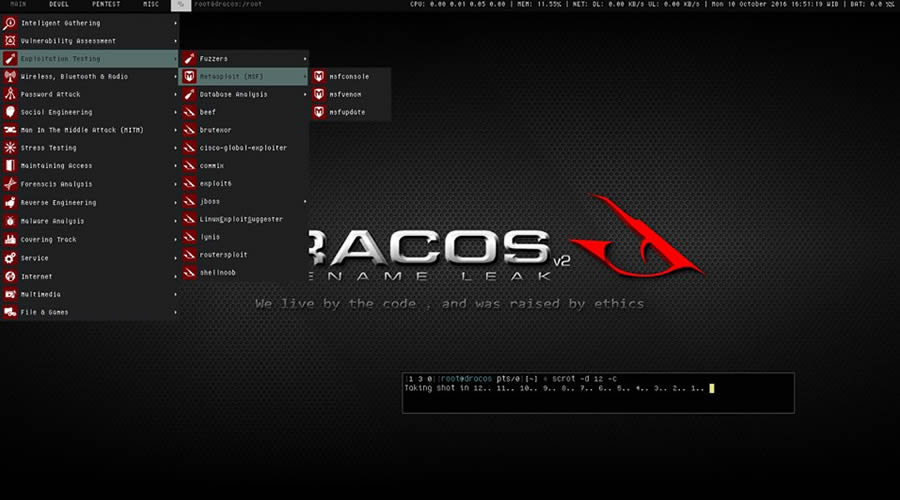 MAIN DEVEL PENTEST MISC root@dracos:/root CPU: 0.00 0.01 0.05 0.00 | MEM: 11.55% | NET: DL: 0.00 KB/s UL: 0.00 KB/s | Mon 10 October 2016 16:51:19 WIB | BAT: 0.0 %
Inteligent Gathering
Vulnerability Assessment
Exploitation Testing
Wireless, Bluetooth & Radio
Password Attack
Social Engineering
Man In The Middle Attack (MITM)
Stress Testing
Maintaining Access
Forenscis Analysis
Reverse Engineering
Malware Analysis
Covering Track
Service
Internet
Multimedia
File & Games
Fuzzers
Metasploit (MSF)
Database Analysis
beef
brutexor
cisco-global-exploiter
commix
exploit6
jboss
LinuxExploitSuggester
lynis
routersploit
shellnoob
msfconsole
msfvenom
msfupdate
RACOS v2
ENAME LEAK
We live by the code , and was raised by ethics
[1 3 0][root@dracos pts/0][~] # scrot -d 12 -c
Taking shot in 12.. 11.. 10.. 9.. 8.. 7.. 6.. 5.. 4.. 3.. 2.. 1..